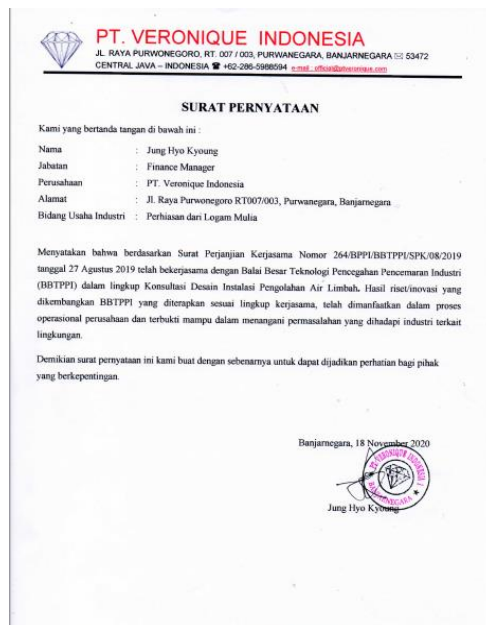 PT. VERONIQUE INDONESIA
JL. RAYA PURWONEGORO, RT. 007 / 003, PURWANEGARA, BANJARNEGARA ✉ 53472
CENTRAL JAVA – INDONESIA ☎ +62-286-5988594 e-mail : official@ptveronique.com
SURAT PERNYATAAN
Kami yang bertanda tangan di bawah ini :
Nama : Jung Hyo Kyoung
Jabatan : Finance Manager
Perusahaan : PT. Veronique Indonesia
Alamat : Jl. Raya Purwonegoro RT007/003, Purwanegara, Banjarnegara
Bidang Usaha Industri : Perhiasan dari Logam Mulia
Menyatakan bahwa berdasarkan Surat Perjanjian Kerjasama Nomor 264/BPPI/BBTPPI/SPK/08/2019
tanggal 27 Agustus 2019 telah bekerjasama dengan Balai Besar Teknologi Pencegahan Pencemaran Industri
(BBTPPI) dalam lingkup Konsultasi Desain Instalasi Pengolahan Air Limbah. Hasil riset/inovasi yang
dikembangkan BBTPPI yang diterapkan sesuai lingkup kerjasama, telah dimanfaatkan dalam proses
operasional perusahaan dan terbukti mampu dalam menangani permasalahan yang dihadapi industri terkait
lingkungan.
Demikian surat pernyataan ini kami buat dengan sebenarnya untuk dapat dijadikan perhatian bagi pihak
yang berkepentingan.
Banjarnegara, 18 November 2020
PT VERONIQUE INDONESIA
BANJARNEGARA
Jung Hyo Kyoung